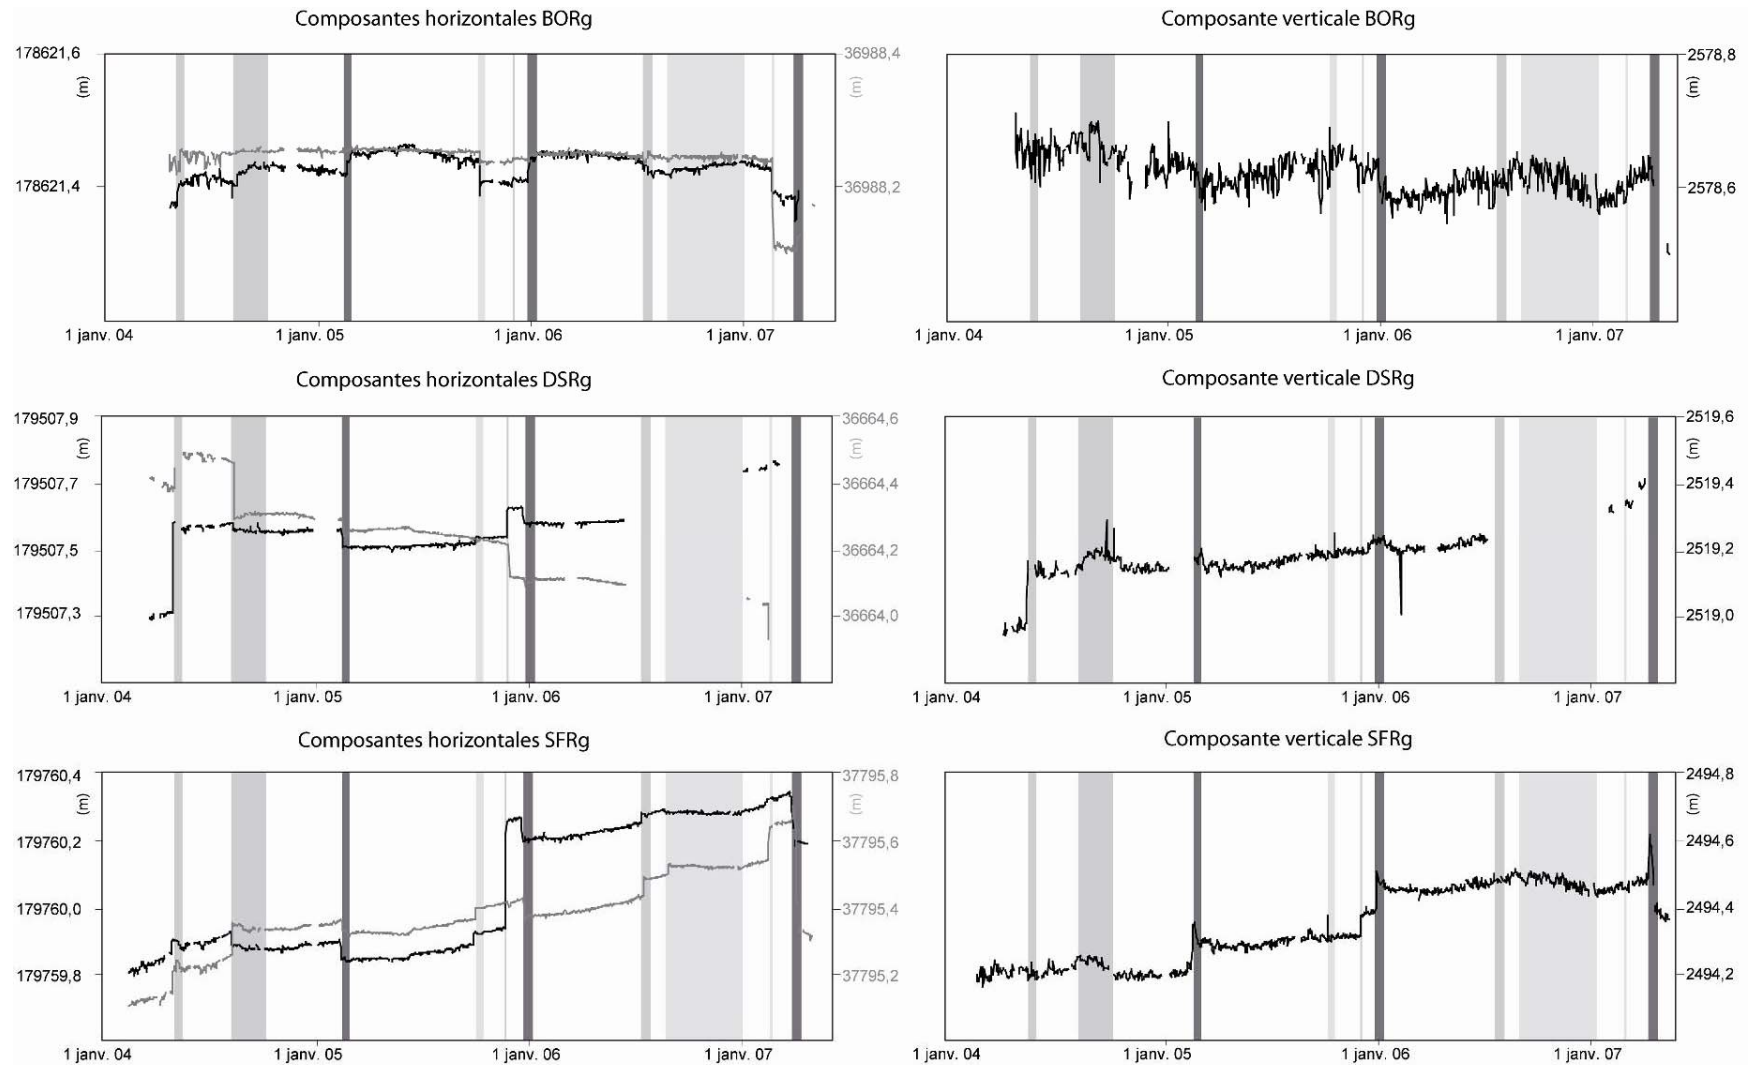 Composantes horizontales BORg
178621,6
(m)
178621,4
36988,4
(m)
36988,2
1 janv. 04
1 janv. 05
1 janv. 06
1 janv. 07
Composante verticale BORg
2578,8
(m)
2578,6
1 janv. 04
1 janv. 05
1 janv. 06
1 janv. 07
Composantes horizontales DSRg
179507,9
(m)
179507,7
179507,5
179507,3
36664,6
(m)
36664,4
36664,2
36664,0
1 janv. 04
1 janv. 05
1 janv. 06
1 janv. 07
Composante verticale DSRg
2519,6
(m)
2519,4
2519,2
2519,0
1 janv. 04
1 janv. 05
1 janv. 06
1 janv. 07
Composantes horizontales SFRg
179760,4
(m)
179760,2
179760,0
179759,8
37795,8
(m)
37795,6
37795,4
37795,2
1 janv. 04
1 janv. 05
1 janv. 06
1 janv. 07
Composante verticale SFRg
2494,8
(m)
2494,6
2494,4
2494,2
1 janv. 04
1 janv. 05
1 janv. 06
1 janv. 07